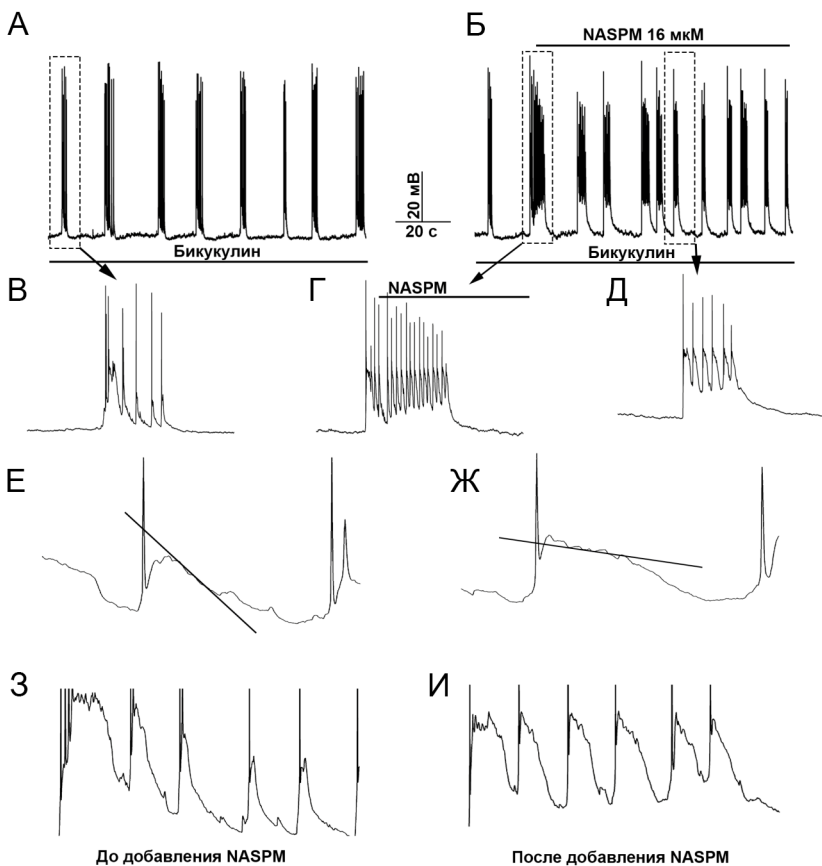 А
Б
NASPM 16 мкМ
20 мВ
20 с
Бикукулин
Бикукулин
В
Г
NASPM
Д
Е
Ж
З
И
До добавления NASPM
После добавления NASPM